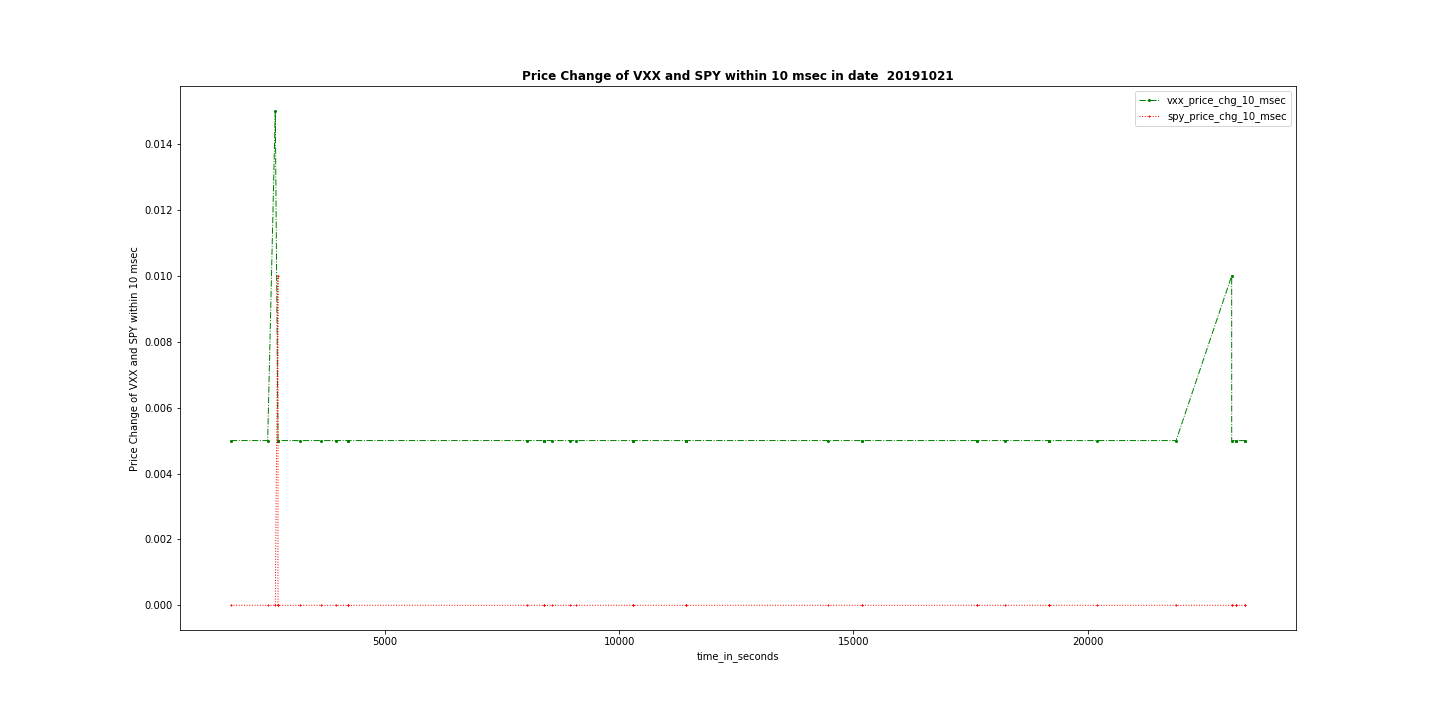 Price Change of VXX and SPY within 10 msec in date  20191021
vxx_price_chg_10_msec
spy_price_chg_10_msec
Price Change of VXX and SPY within 10 msec
0.014
0.012
0.010
0.008
0.006
0.004
0.002
0.000
5000
10000
15000
20000
time_in_seconds